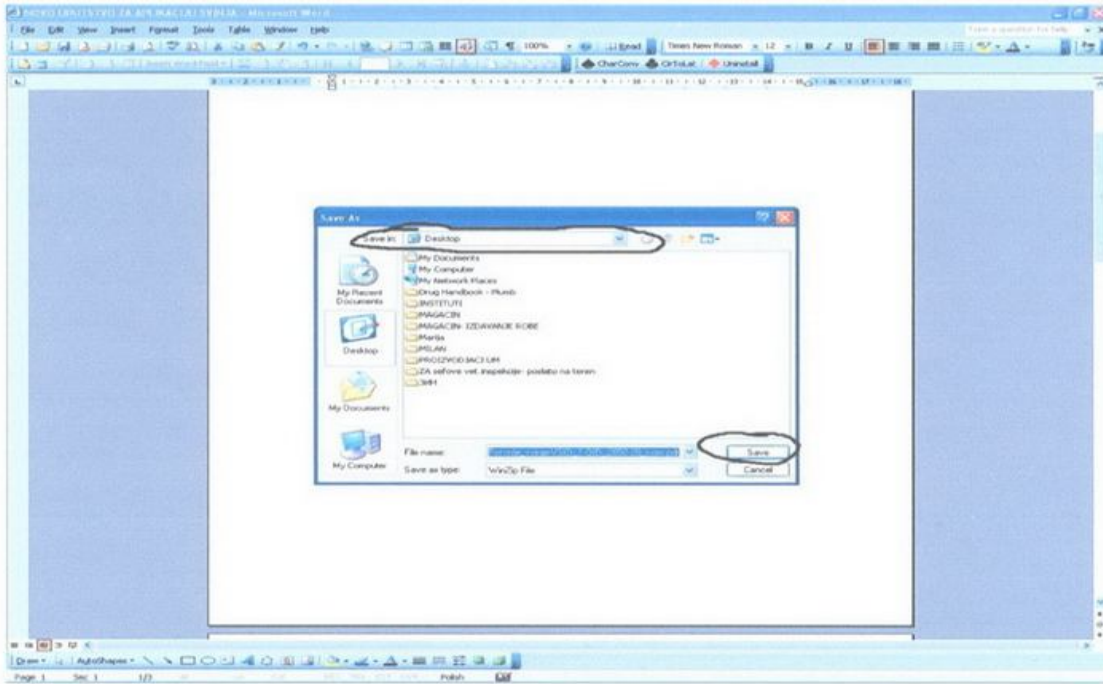 File Edit View Insert Format Tools Table Window Help
100% Read Times New Roman 12 B I U
CharConv CirToLat Uninstall
Save As
Save in: Desktop
My Documents
My Computer
My Network Places
Drug Handbook - Plumb
INSTITUTI
MAGACIN
MAGACIN- IZDAVANJE ROBE
Marija
MILAN
PROIZVODJACI UM
ZA sefove vet. inspekcije- poslato na teren
My Recent Documents
Desktop
My Documents
My Computer
File name:
Save
Save as type: WinZip File
Cancel
Draw AutoShapes
Page 1 Sec 1 1/3 Polish